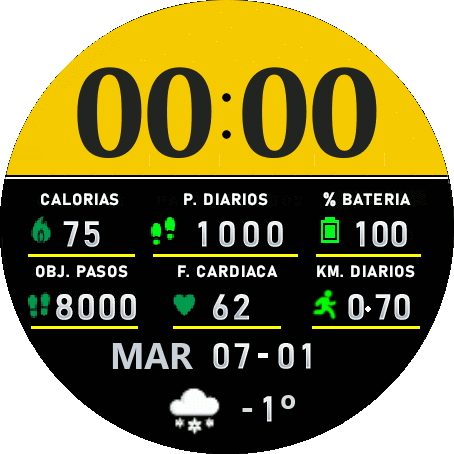 00:00
CALORIAS P. DIARIOS % BATERIA
75 1000 100
OBJ. PASOS F. CARDIACA KM. DIARIOS
8000 62 0.70
MAR 07-01
-1º